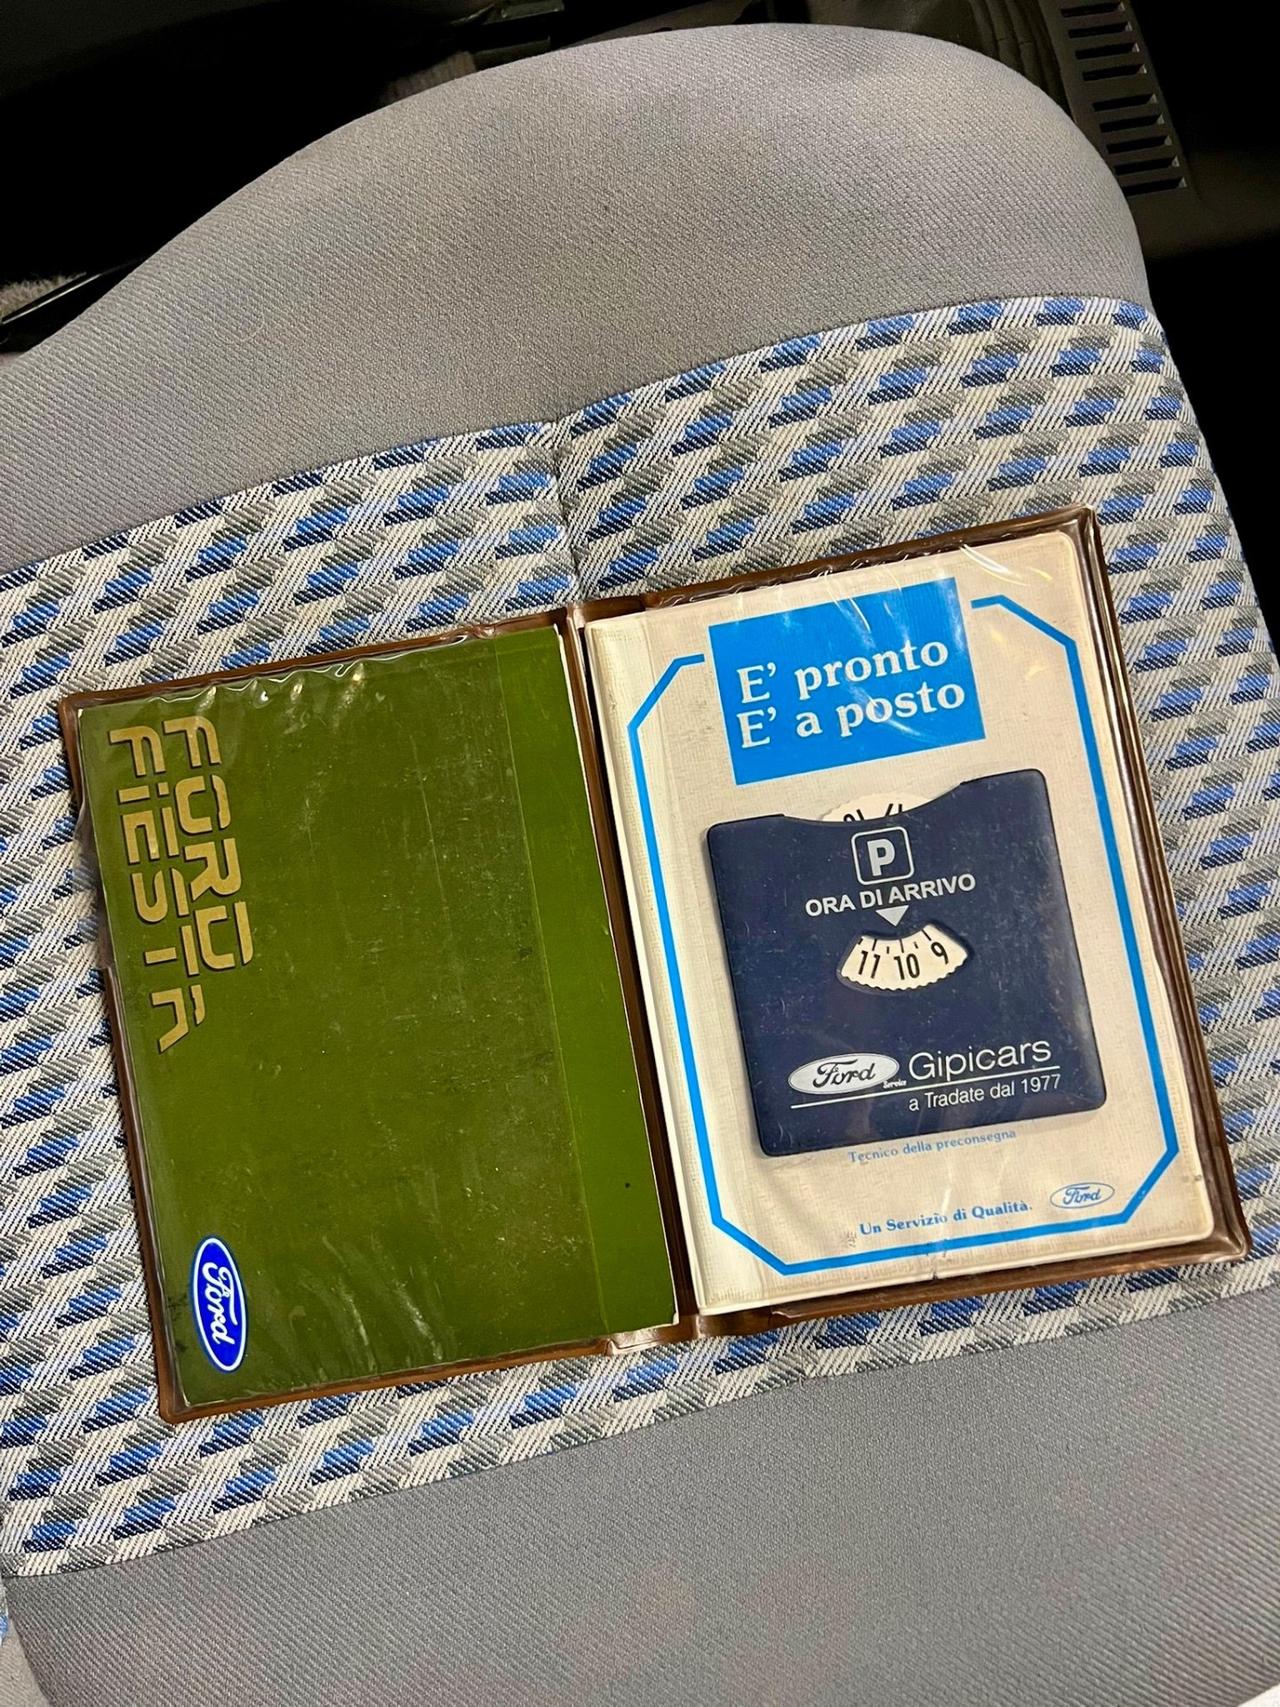 FORD
FiESTA
Ford
E' pronto
E' a posto
P
ORA DI ARRIVO
11 10 9
Ford Service Gipicars
a Tradate dal 1977
Tecnico della preconsegna
Un Servizio di Qualità. Ford